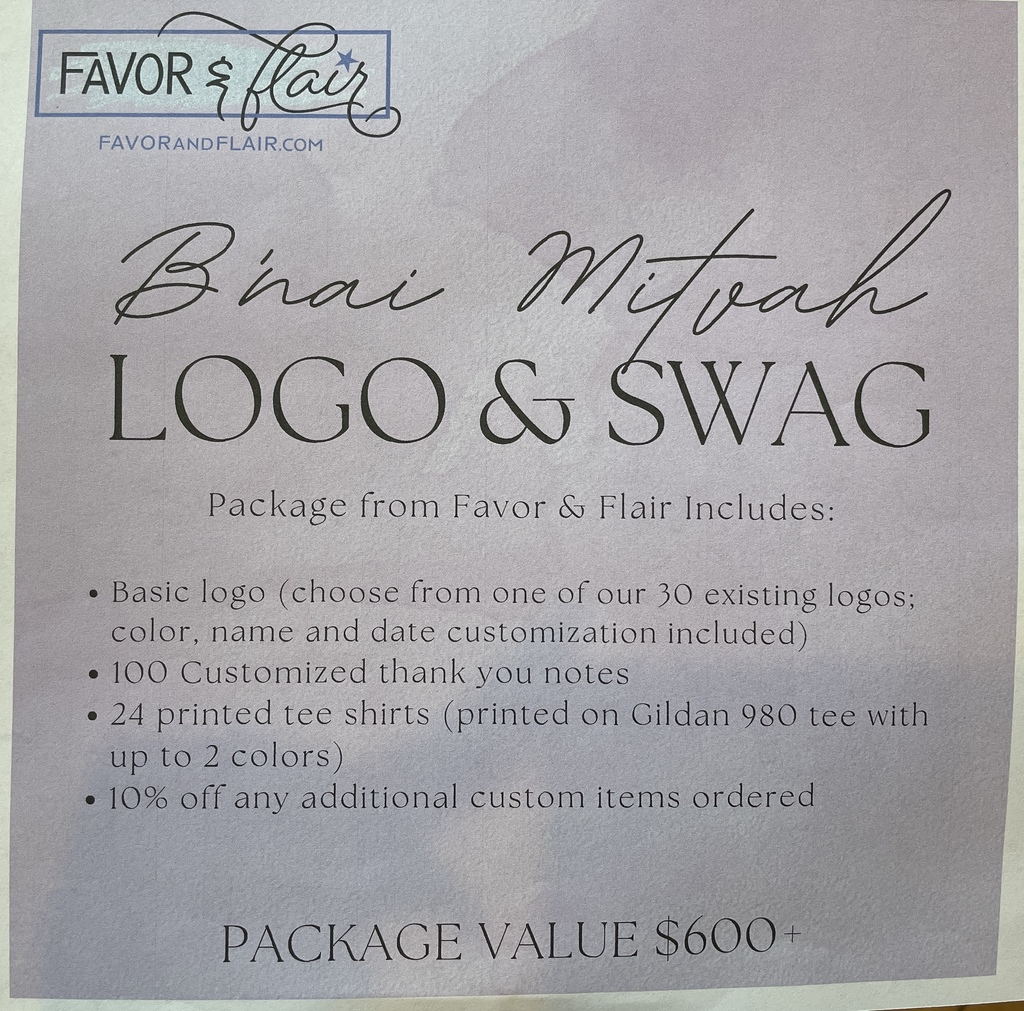 FAVOR & flair
FAVORANDFLAIR.COM
B'nai Mitvah
LOGO & SWAG
Package from Favor & Flair Includes:
• Basic logo (choose from one of our 30 existing logos;
color, name and date customization included)
• 100 Customized thank you notes
• 24 printed tee shirts (printed on Gildan 980 tee with
up to 2 colors)
• 10% off any additional custom items ordered
PACKAGE VALUE $600+